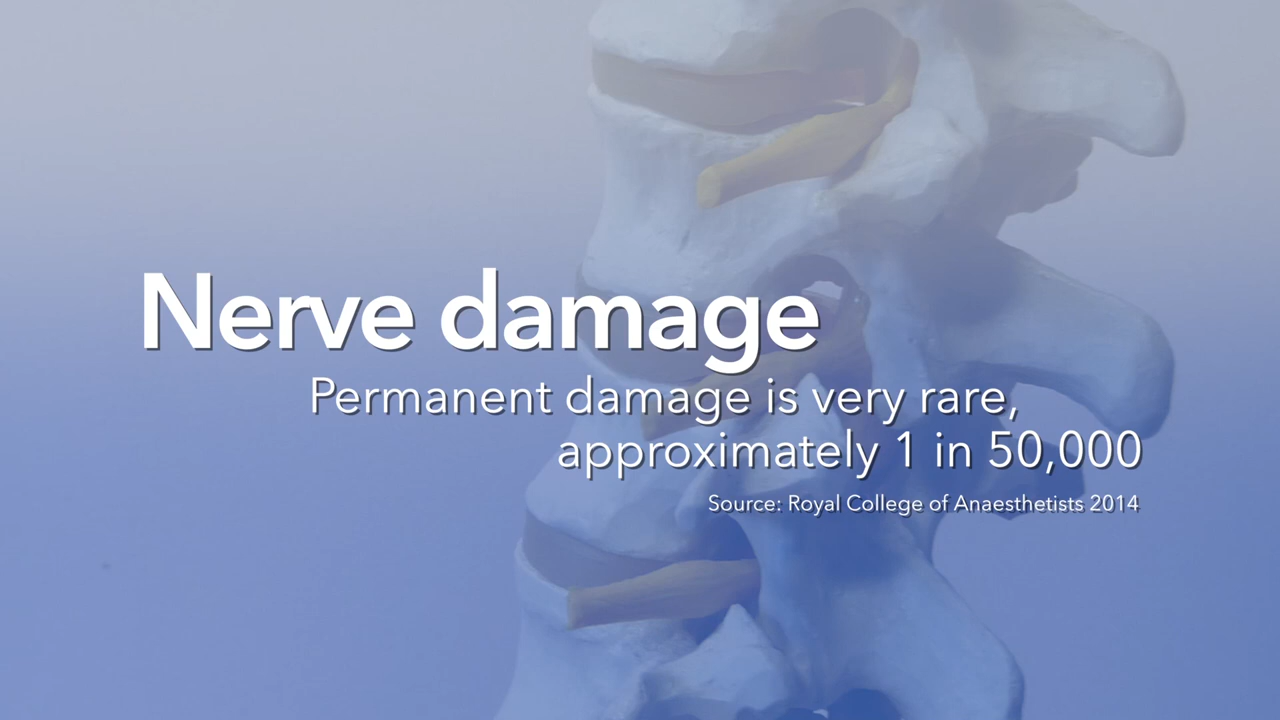 Nerve damage
Permanent damage is very rare,
approximately 1 in 50,000
Source: Royal College of Anaesthetists 2014